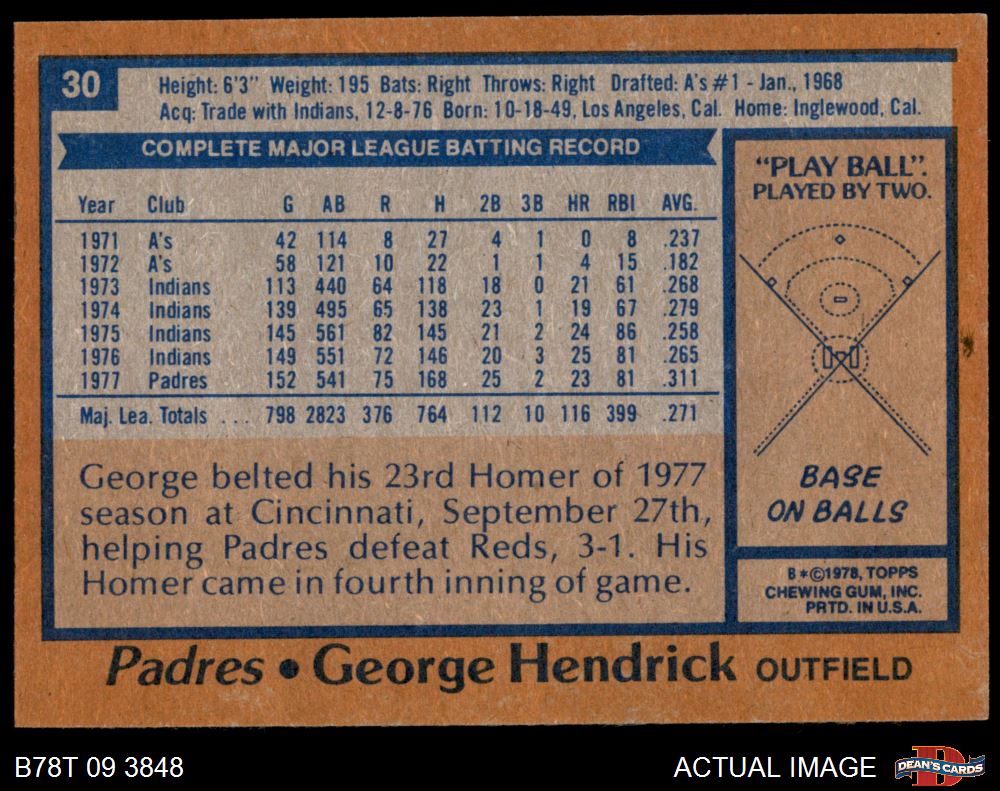 30
Height: 6'3" Weight: 195 Bats: Right Throws: Right Drafted: A's #1 - Jan., 1968
Acq: Trade with Indians, 12-8-76 Born: 10-18-49, Los Angeles, Cal. Home: Inglewood, Cal.
COMPLETE MAJOR LEAGUE BATTING RECORD
Year Club G AB R H 2B 3B HR RBI AVG.
1971 A's 42 114 8 27 4 1 0 8 .237
1972 A's 58 121 10 22 1 1 4 15 .182
1973 Indians 113 440 64 118 18 0 21 61 .268
1974 Indians 139 495 65 138 23 1 19 67 .279
1975 Indians 145 561 82 145 21 2 24 86 .258
1976 Indians 149 551 72 146 20 3 25 81 .265
1977 Padres 152 541 75 168 25 2 23 81 .311
Maj. Lea. Totals . . . 798 2823 376 764 112 10 116 399 .271
George belted his 23rd Homer of 1977
season at Cincinnati, September 27th,
helping Padres defeat Reds, 3-1. His
Homer came in fourth inning of game.
"PLAY BALL".
PLAYED BY TWO.
BASE
ON BALLS
B*©1978, TOPPS
CHEWING GUM, INC.
PRTD. IN U.S.A.
Padres • George Hendrick OUTFIELD
B78T 09 3848
ACTUAL IMAGE
DEAN'S CARDS